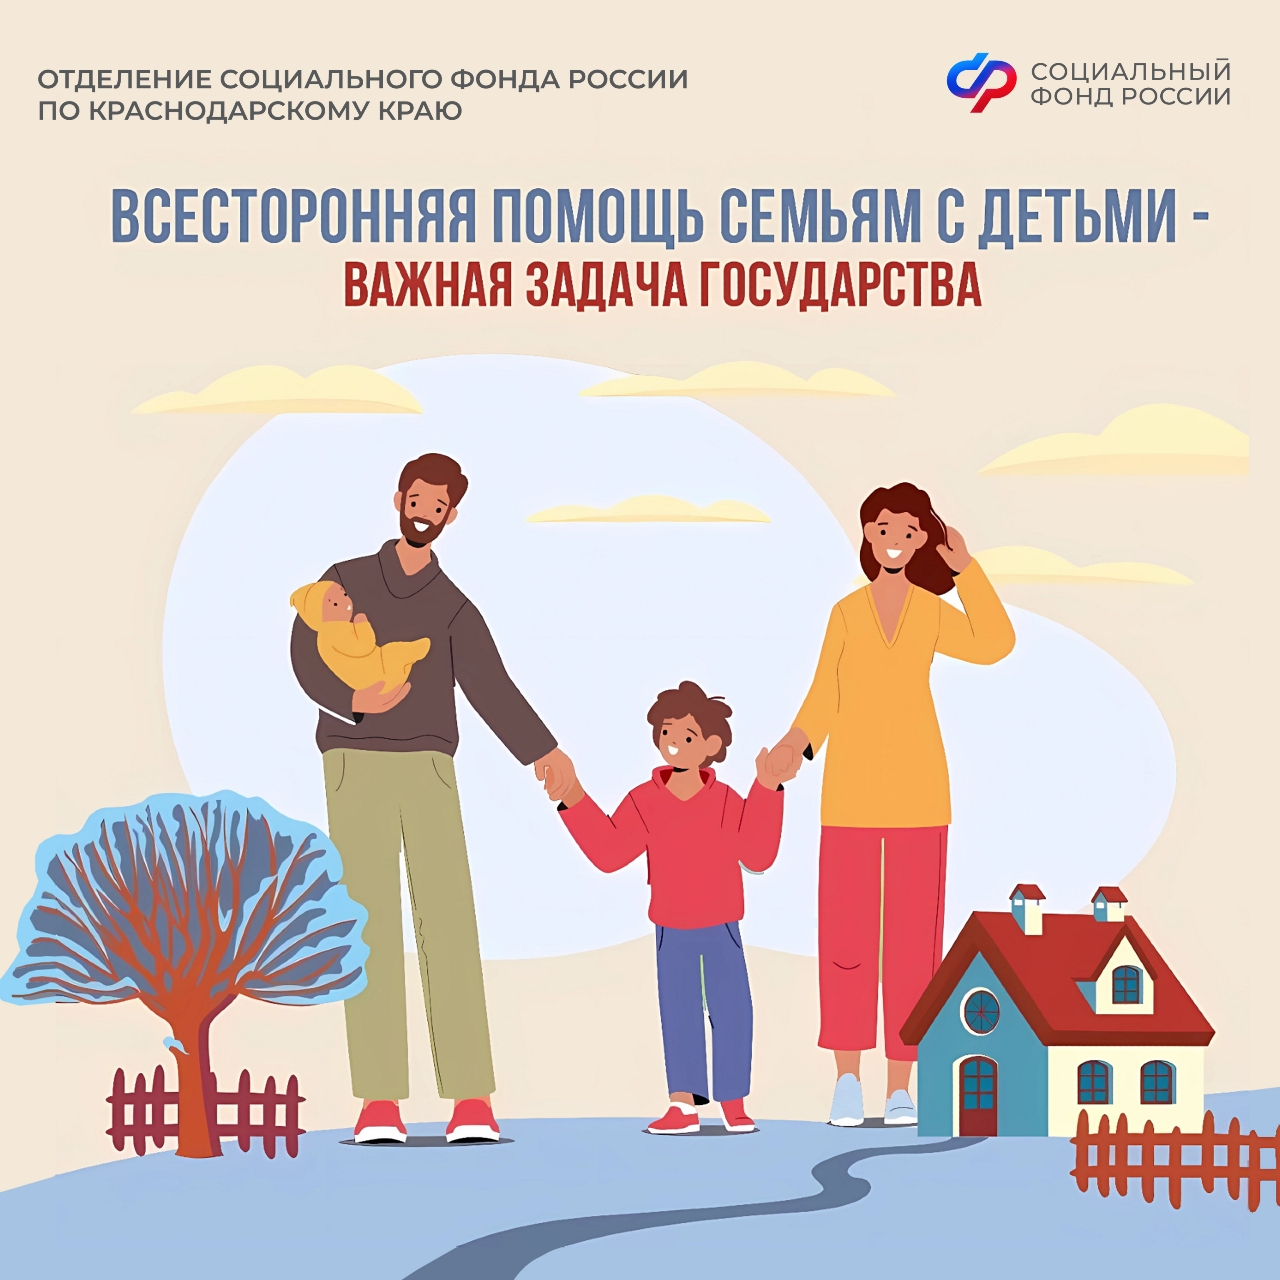 ОТДЕЛЕНИЕ СОЦИАЛЬНОГО ФОНДА РОССИИ
ПО КРАСНОДАРСКОМУ КРАЮ
СОЦИАЛЬНЫЙ
ФОНД РОССИИ
ВСЕСТОРОННЯЯ ПОМОЩЬ СЕМЬЯМ С ДЕТЬМИ -
ВАЖНАЯ ЗАДАЧА ГОСУДАРСТВА